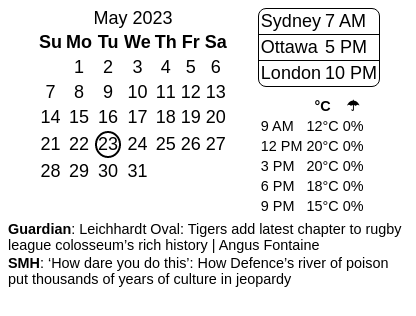 May 2023
Su Mo Tu We Th Fr Sa
1 2 3 4 5 6
7 8 9 10 11 12 13
14 15 16 17 18 19 20
21 22 23 24 25 26 27
28 29 30 31
Sydney 7 AM
Ottawa 5 PM
London 10 PM
°C ☂
9 AM 12°C 0%
12 PM 20°C 0%
3 PM 20°C 0%
6 PM 18°C 0%
9 PM 15°C 0%
Guardian: Leichhardt Oval: Tigers add latest chapter to rugby
league colosseum’s rich history | Angus Fontaine
SMH: ‘How dare you do this’: How Defence’s river of poison
put thousands of years of culture in jeopardy